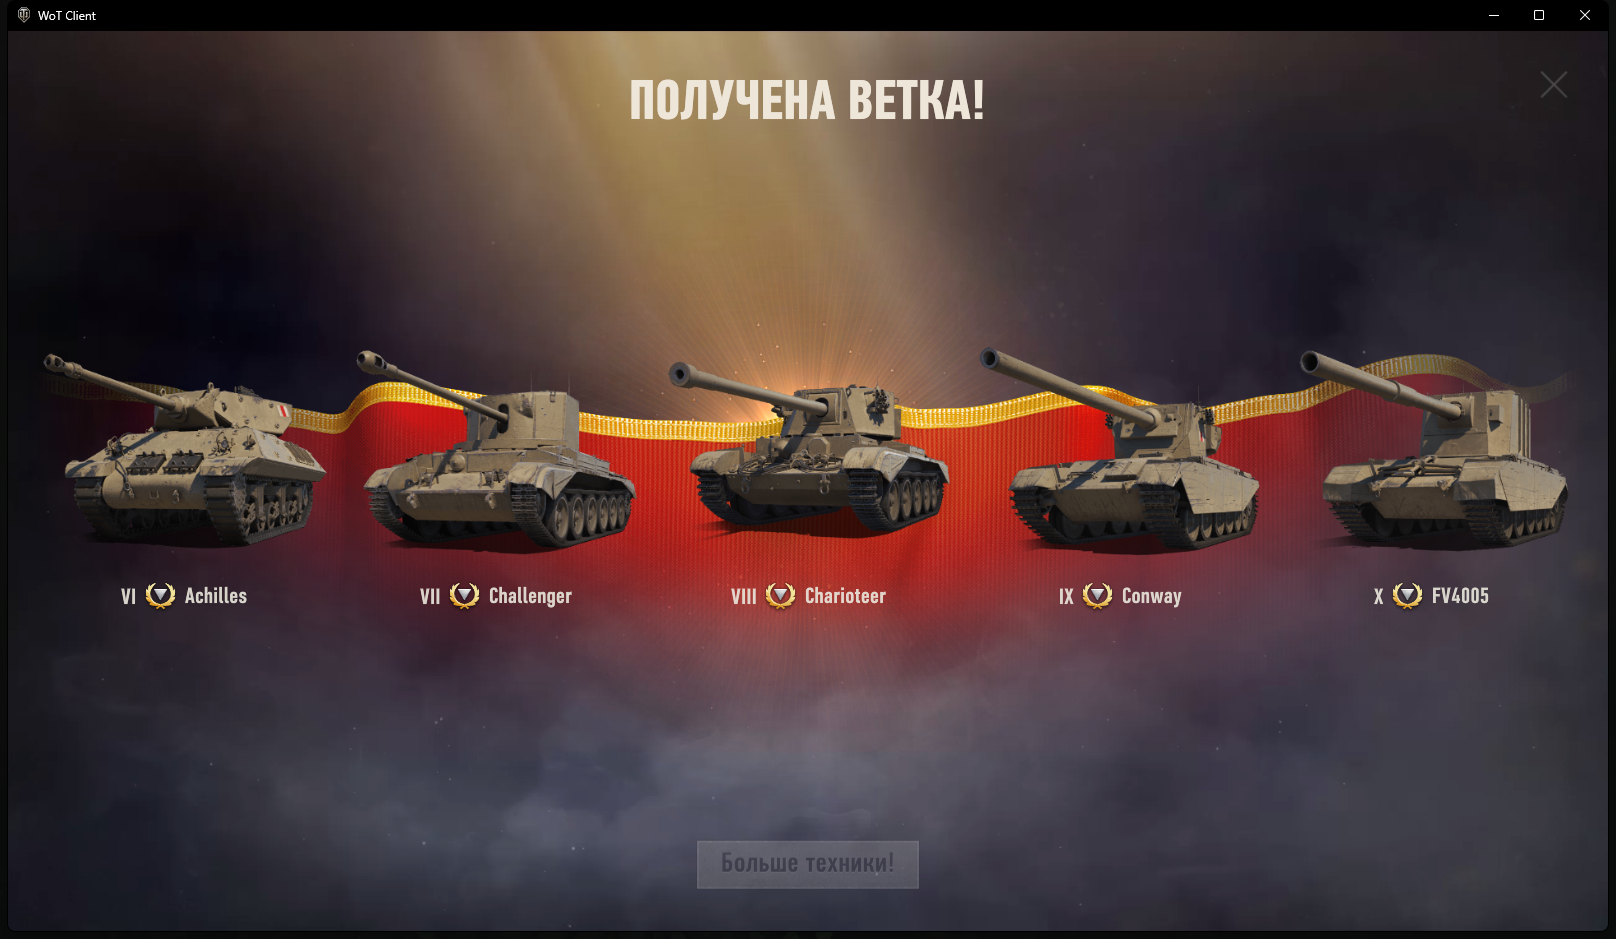 WoT Client
ПОЛУЧЕНА ВЕТКА!
VI Achilles
VII Challenger
VIII Charioteer
IX Conway
X FV4005
Больше техники!